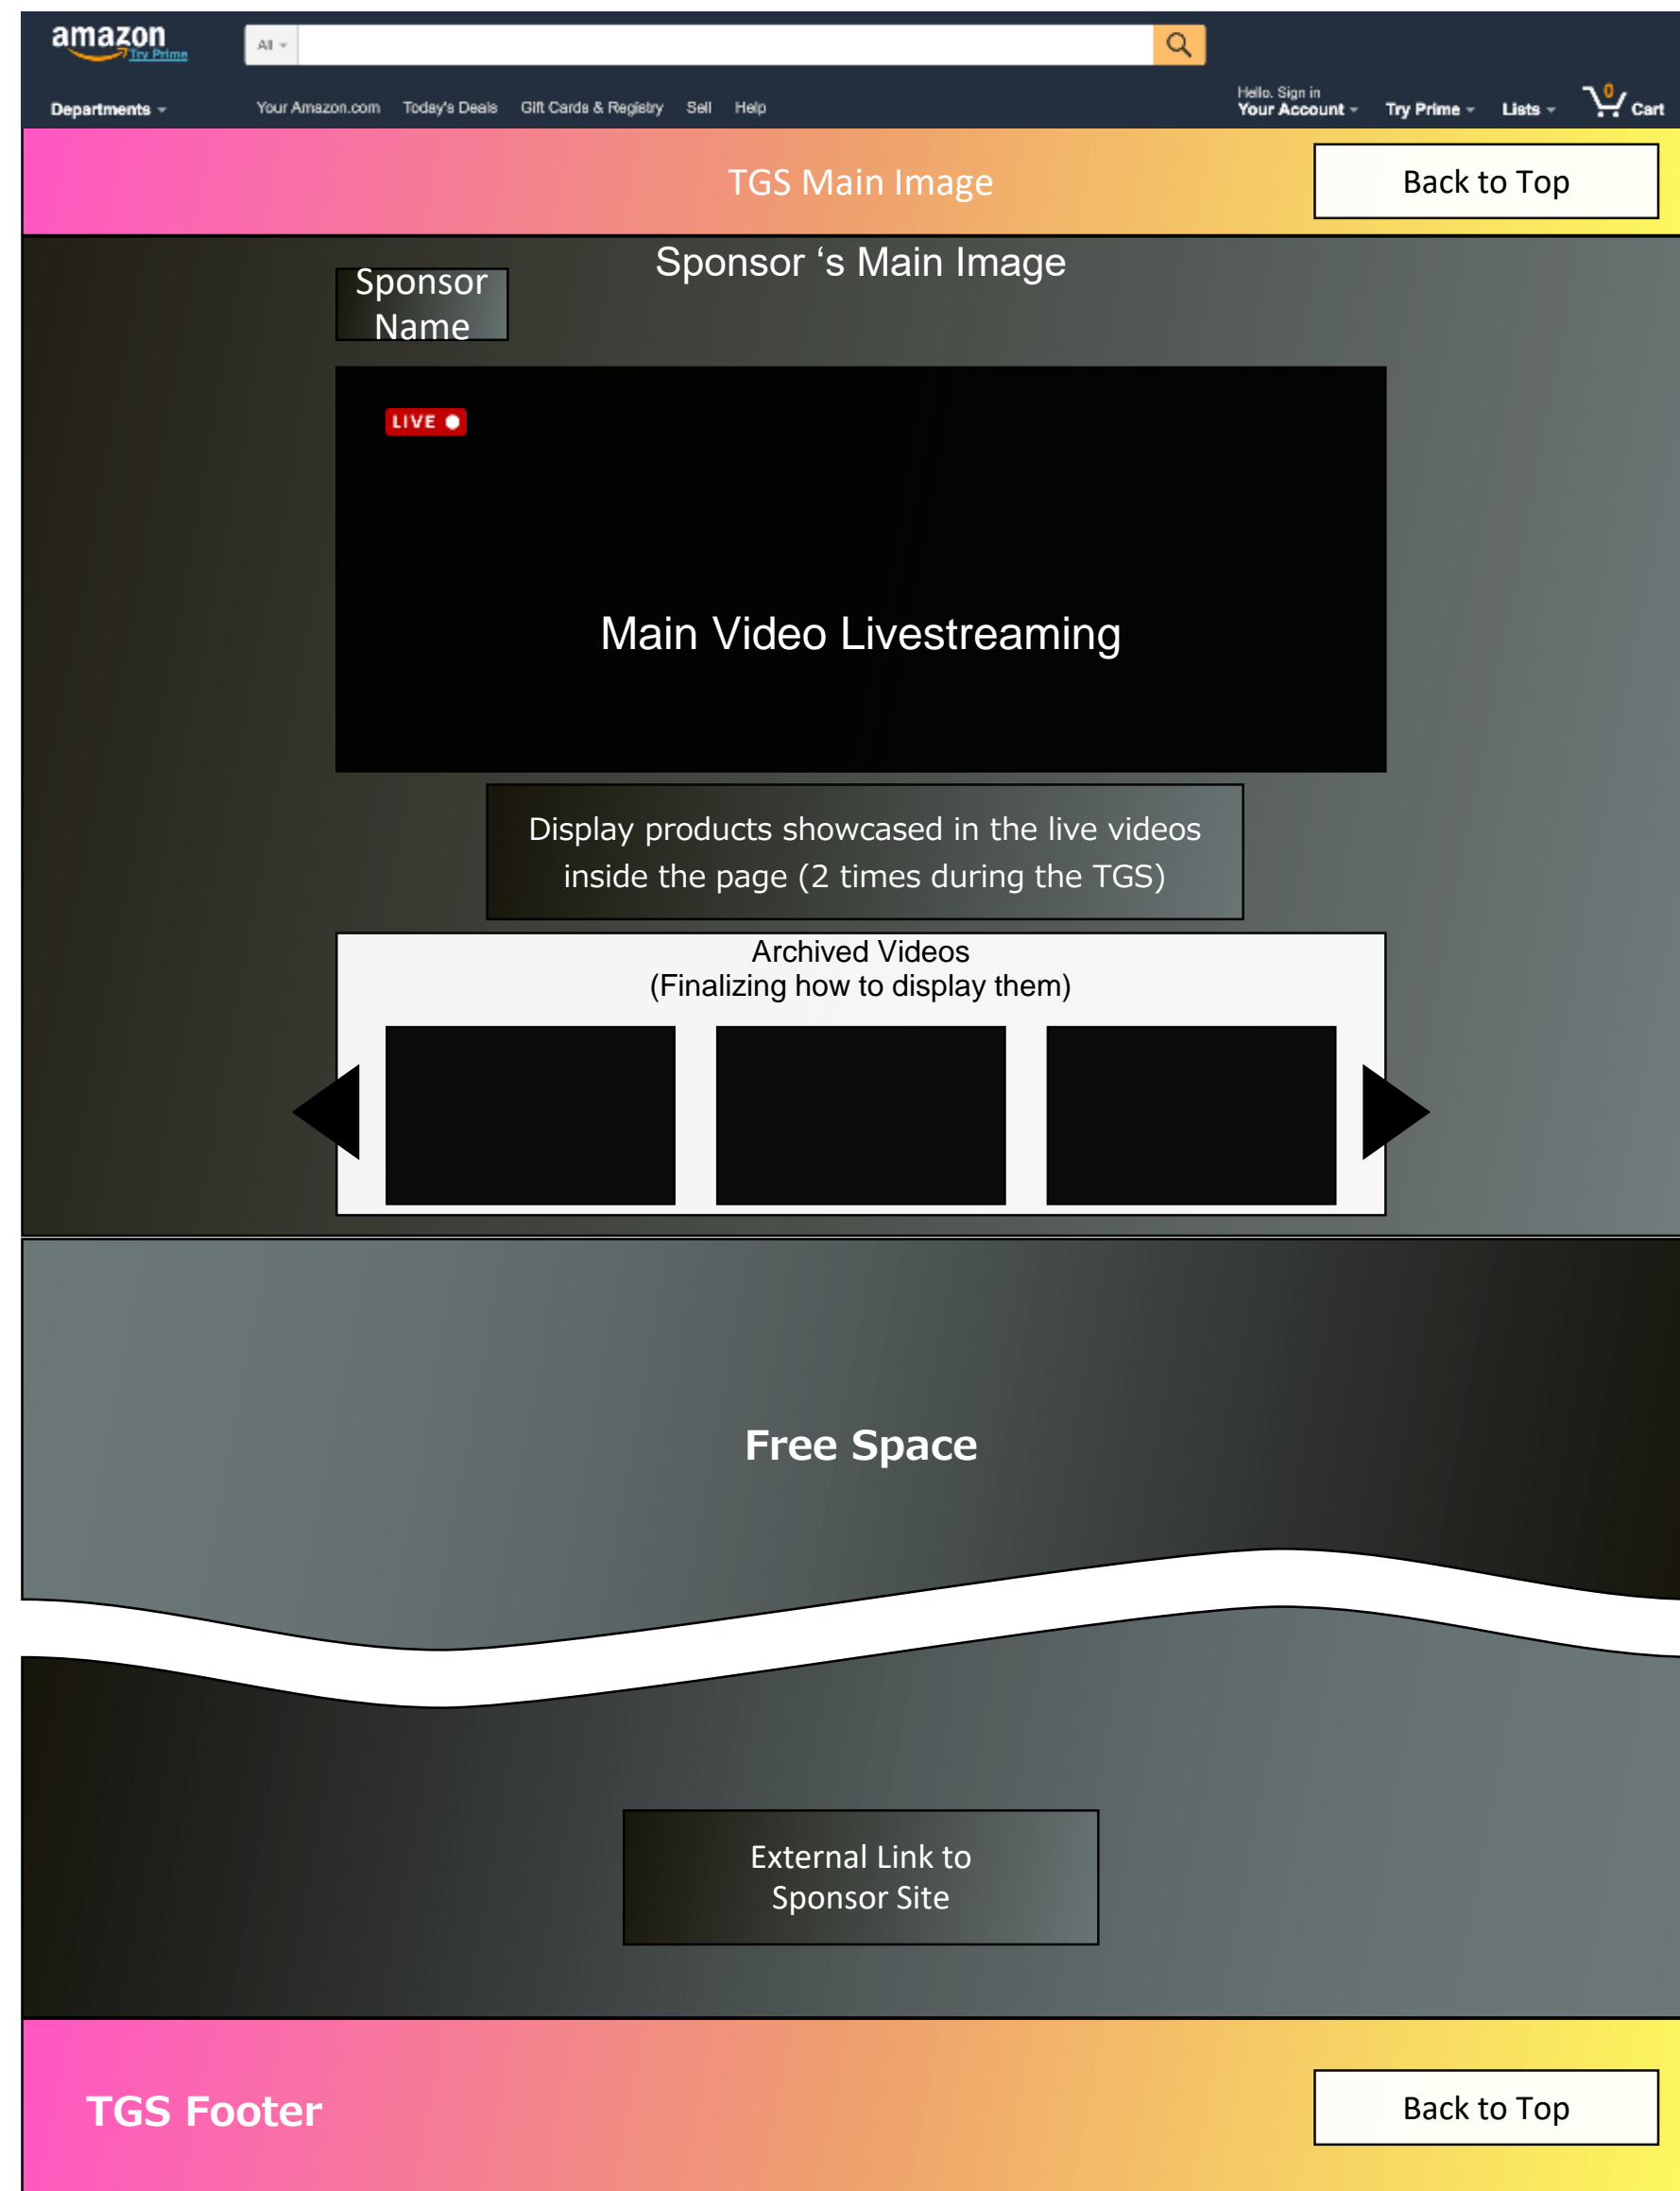 amazon
Try Prime
All
Departments
Your Amazon.com Today's Deals Gift Cards & Registry Sell Help
Hello. Sign in
Your Account Try Prime Lists 0 Cart
TGS Main Image
Back to Top
Sponsor ‘s Main Image
Sponsor
Name
LIVE
Main Video Livestreaming
Display products showcased in the live videos
inside the page (2 times during the TGS)
Archived Videos
(Finalizing how to display them)
Free Space
External Link to
Sponsor Site
TGS Footer
Back to Top